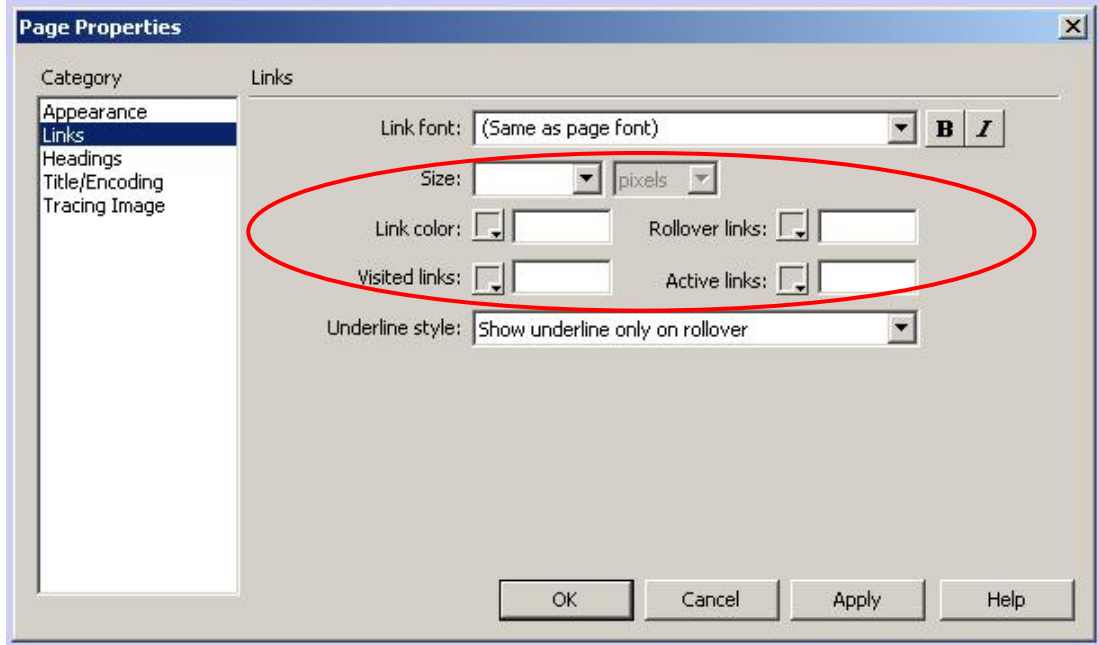 Page Properties
Category
Links
Appearance
Links
Headings
Title/Encoding
Tracing Image
Link font: (Same as page font) B I
Size: pixels
Link color: Rollover links:
Visited links: Active links:
Underline style: Show underline only on rollover
OK Cancel Apply Help